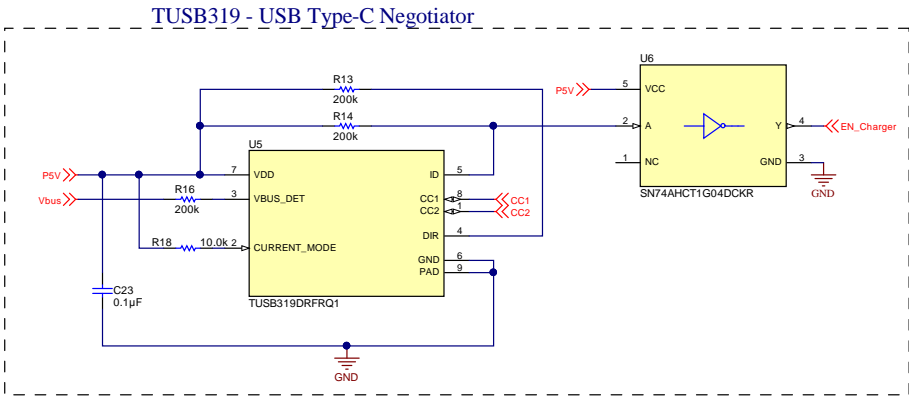 TUSB319 - USB Type-C Negotiator
U6
R13
200k
P5V
5
VCC
R14
200k
2
A
Y
4
EN_Charger
U5
1
NC
GND
3
P5V
7
VDD
ID
5
SN74AHCT1G04DCKR
GND
Vbus
R16
200k
3
VBUS_DET
CC1
8
CC1
CC2
1
CC2
DIR
4
R18
10.0k
2
CURRENT_MODE
GND
6
PAD
9
C23
0.1µF
TUSB319DRFRQ1
GND